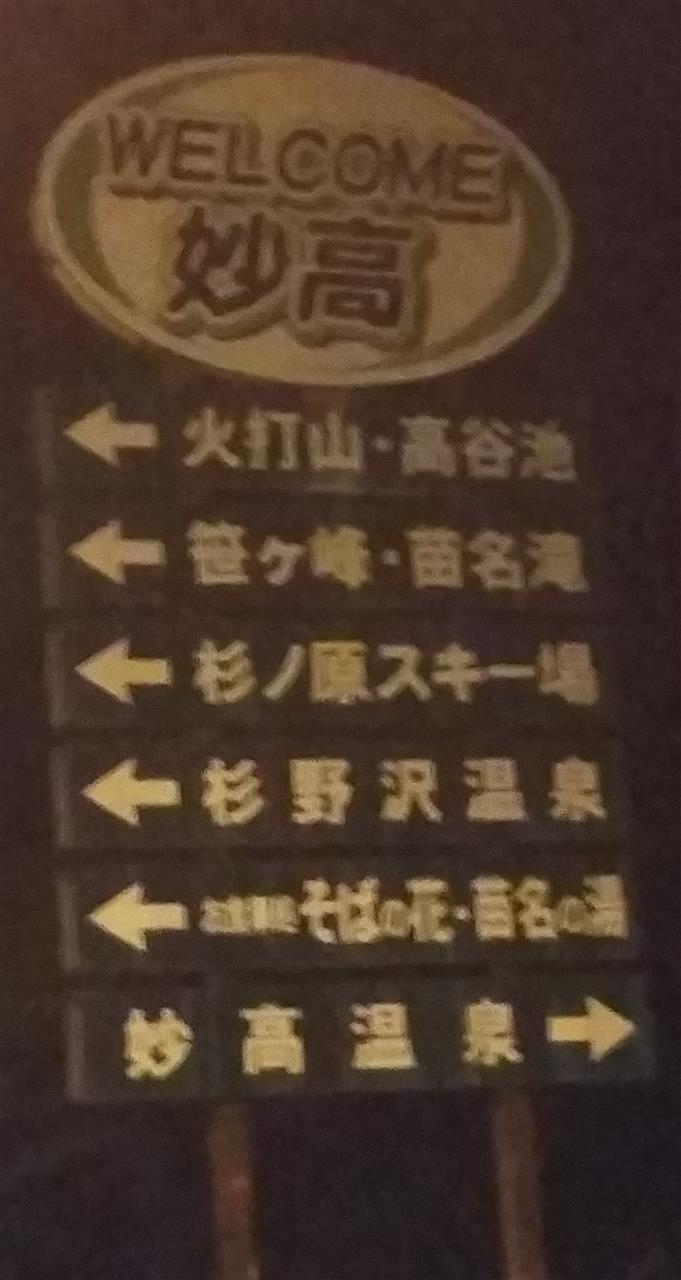 WELCOME
妙高
← 火打山・高谷池
← 笹ヶ峰・苗名滝
← 杉ノ原スキー場
← 杉野沢温泉
← そばの花・苗名の湯
妙高温泉 →